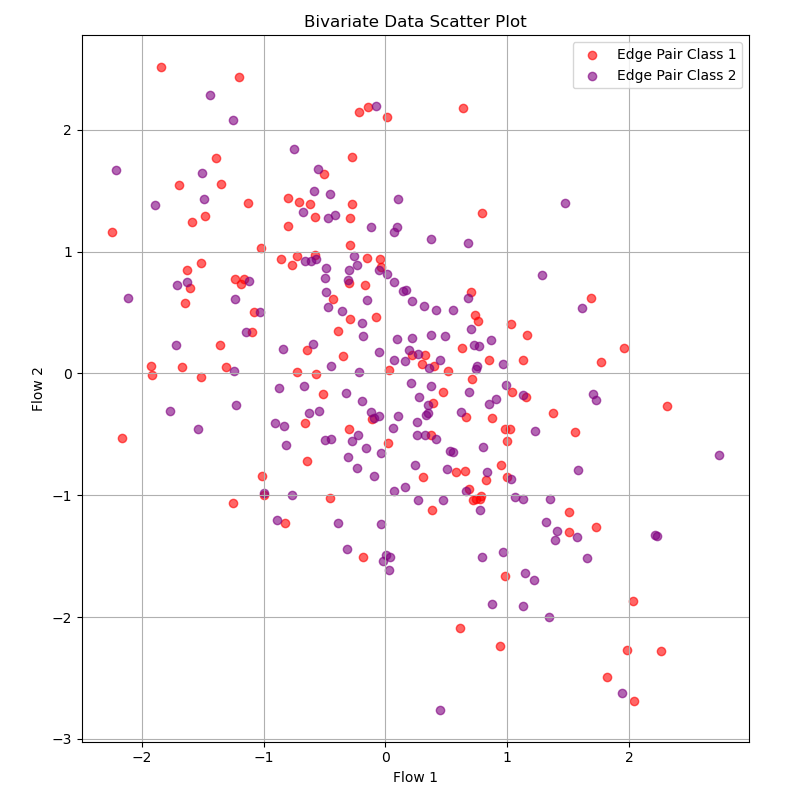 Bivariate Data Scatter Plot
Edge Pair Class 1
Edge Pair Class 2
2
1
0
−1
−2
−3
Flow 2
−2
−1
0
1
2
Flow 1